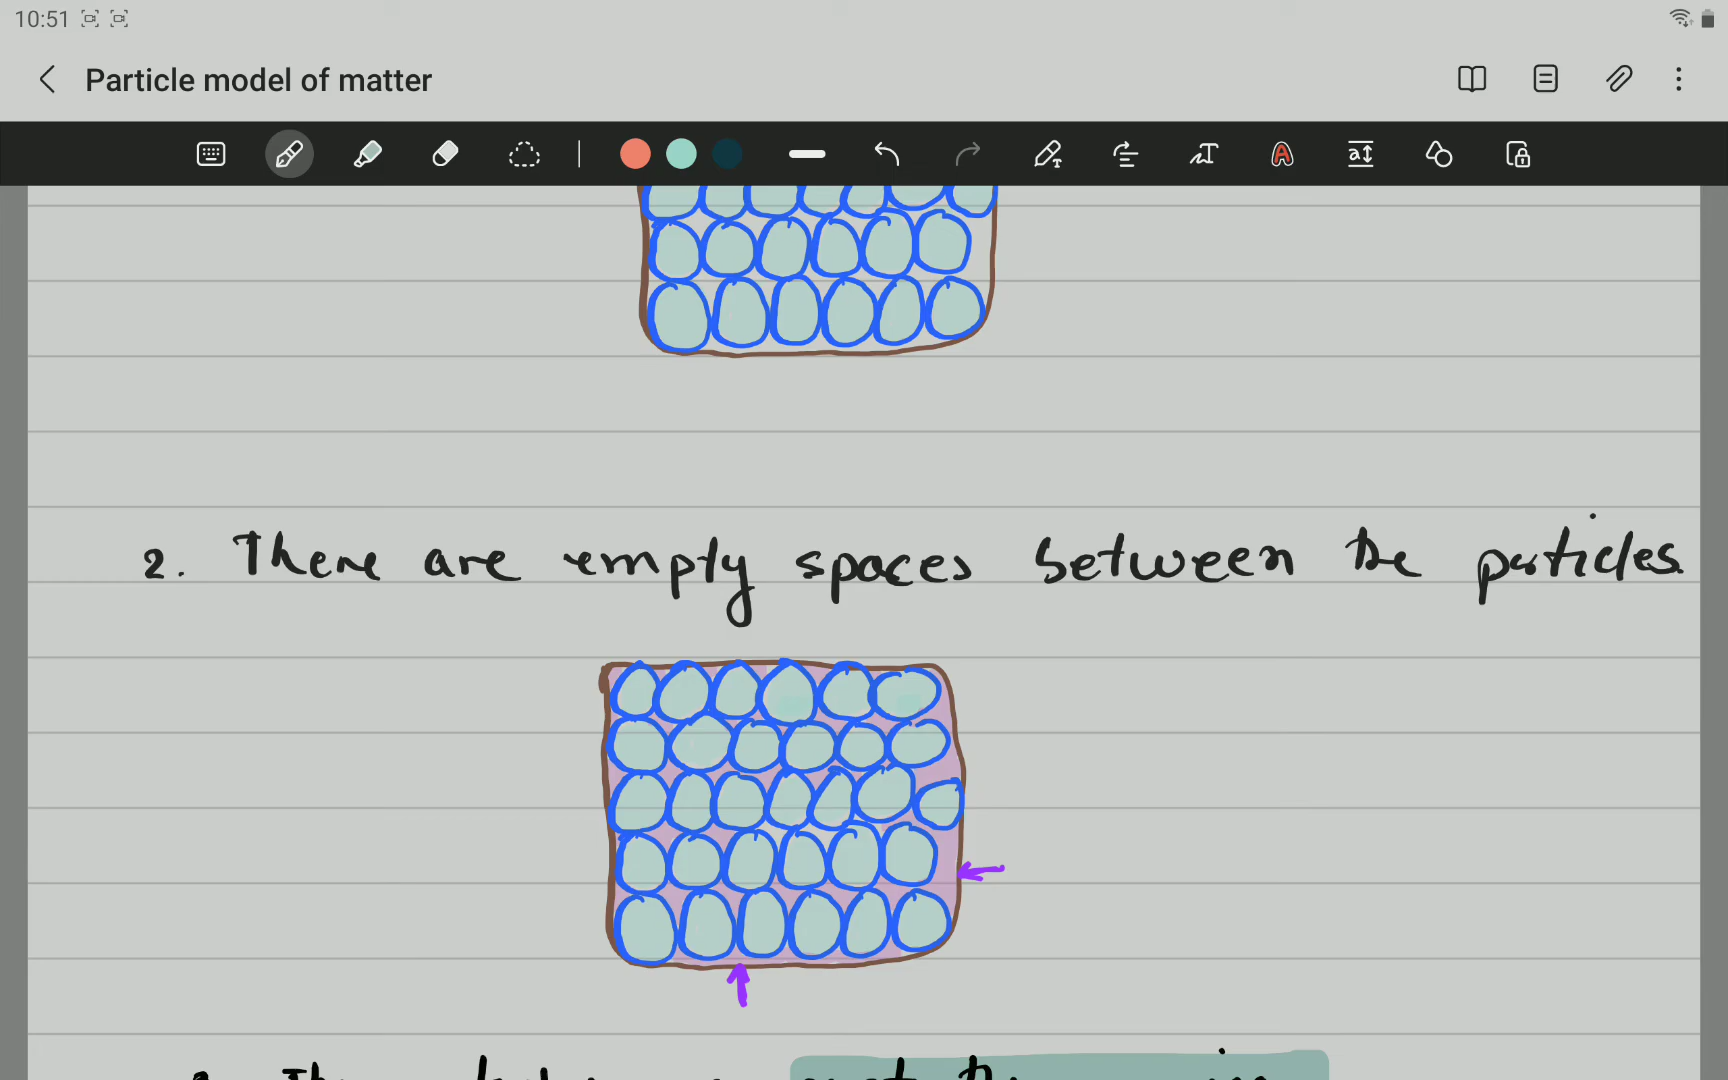 10:51
Particle model of matter
2. There are empty spaces between the particles